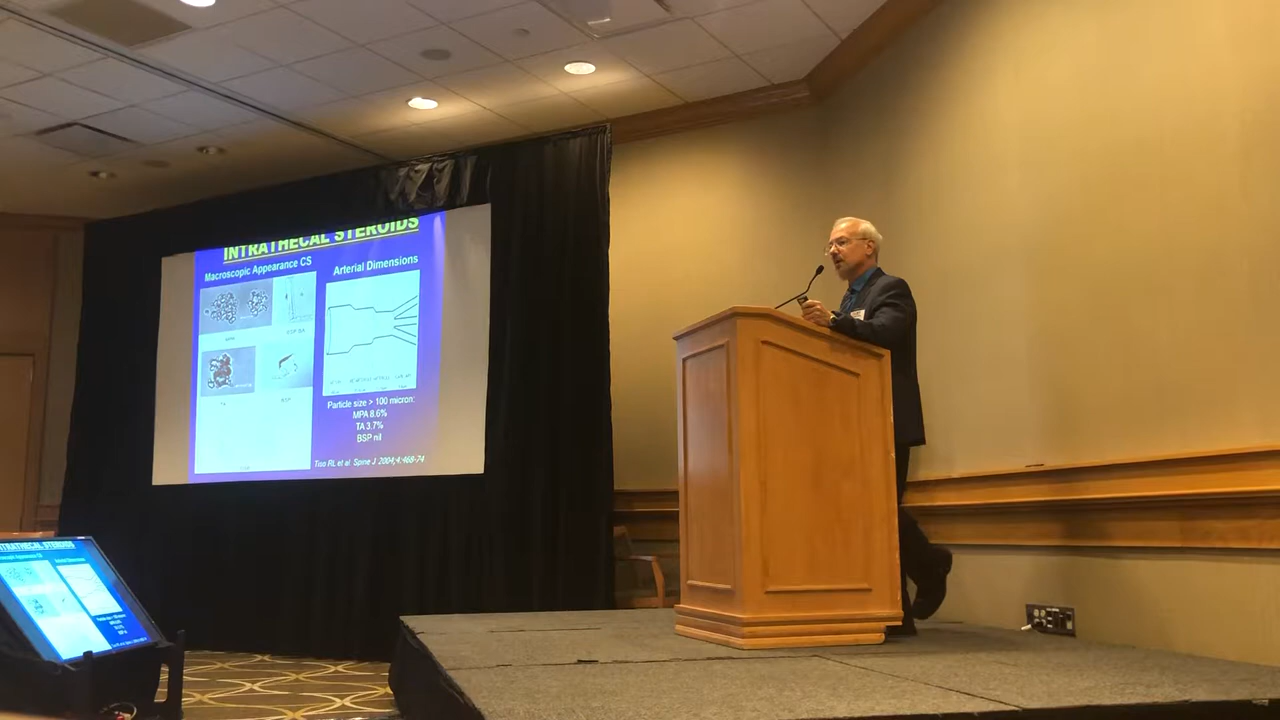 INTRATHECAL STEROIDS
Macroscopic Appearance CS
Arterial Dimensions
Particle size > 100 micron:
MPA 8.6%
TA 3.7%
BSP nil
Tiso RL et al. Spine J 2004;4:468-74